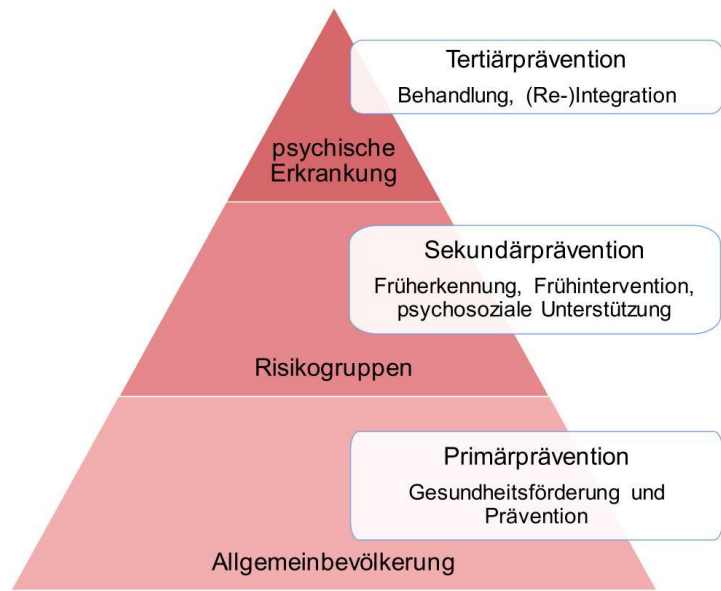 Tertiärprävention
Behandlung, (Re-)Integration
psychische
Erkrankung
Sekundärprävention
Früherkennung, Frühintervention,
psychosoziale Unterstützung
Risikogruppen
Primärprävention
Gesundheitsförderung und
Prävention
Allgemeinbevölkerung